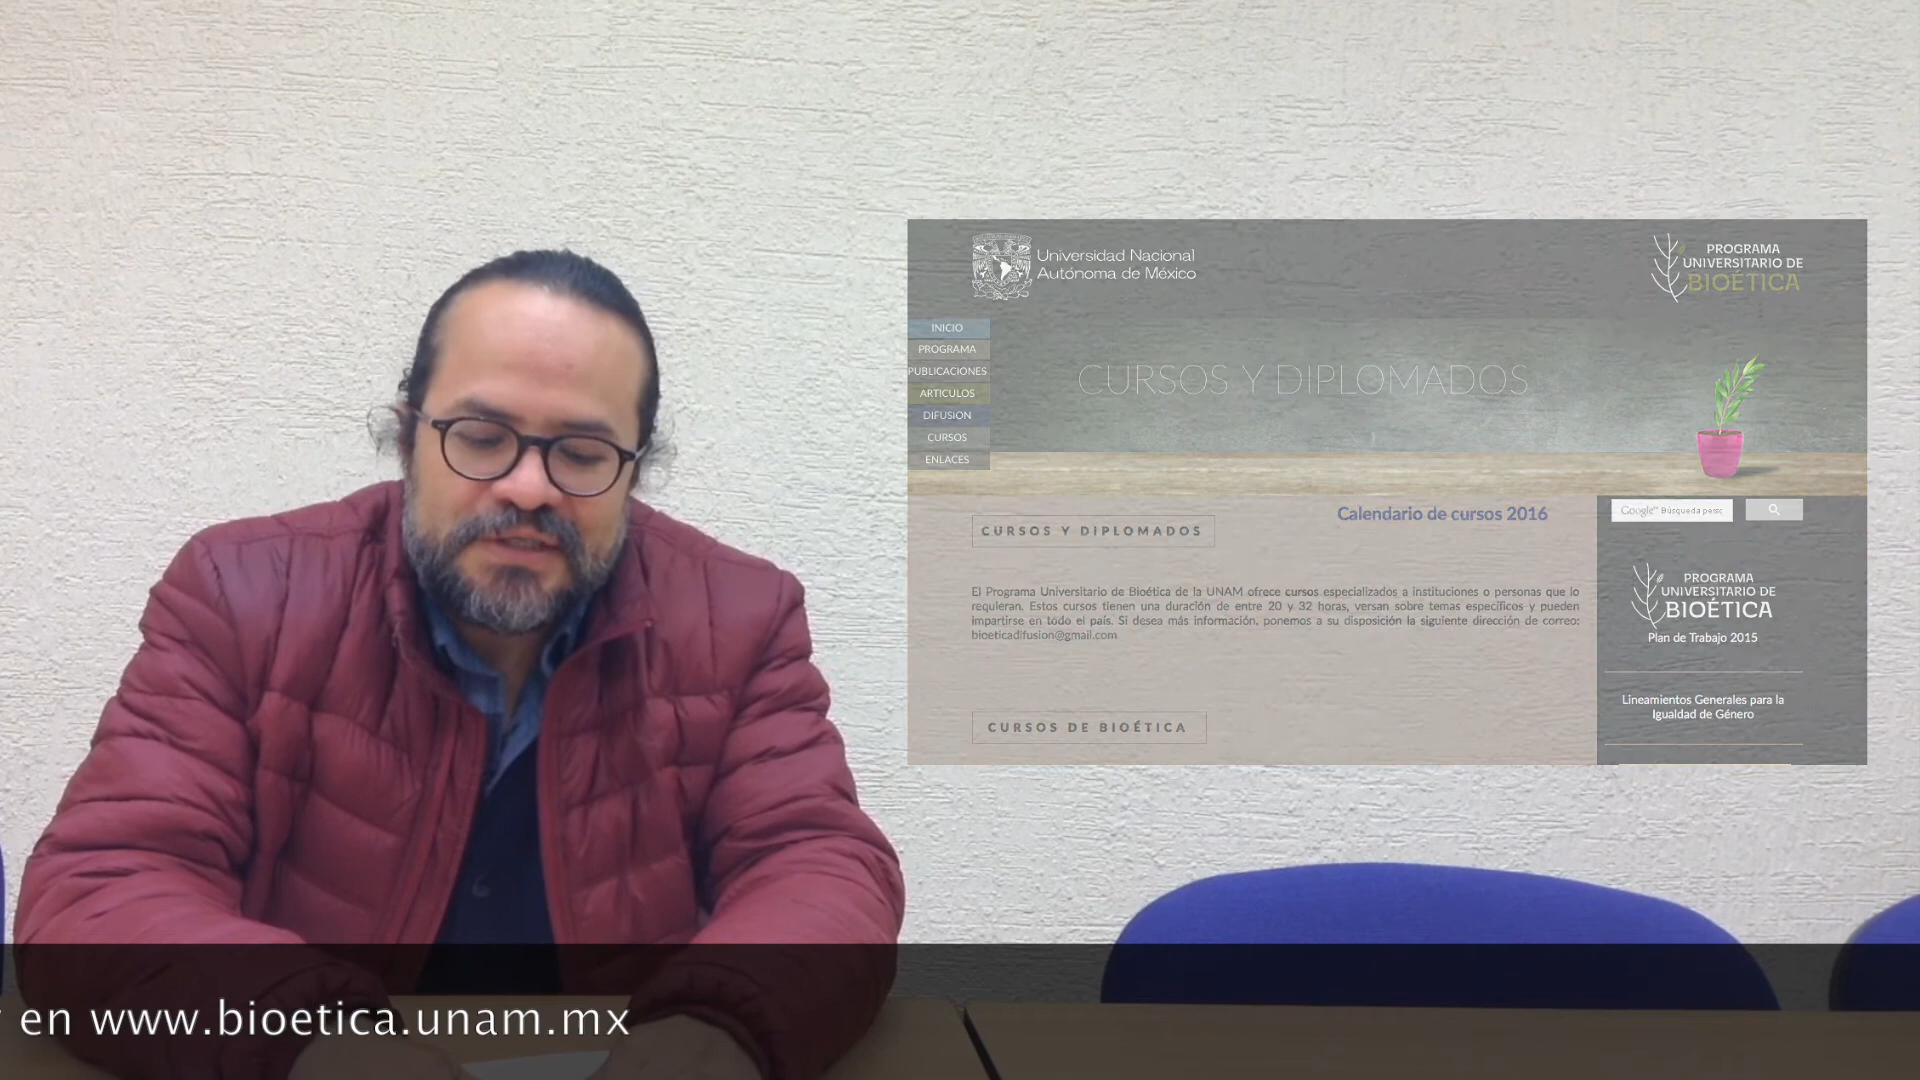 Universidad Nacional
Autónoma de México
PROGRAMA
UNIVERSITARIO DE
BIOÉTICA
INICIO
PROGRAMA
PUBLICACIONES
ARTICULOS
DIFUSION
CURSOS
ENLACES
CURSOS Y DIPLOMADOS
CURSOS Y DIPLOMADOS
Calendario de cursos 2016
Google Búsqueda
El Programa Universitario de Bioética de la UNAM ofrece cursos especializados a instituciones o personas que lo
requieran. Estos cursos tienen una duración de entre 20 y 32 horas, versan sobre temas específicos y pueden
impartirse en todo el país. Si desea más información, ponemos a su disposición la siguiente dirección de correo:
bioeticadifusion@gmail.com
PROGRAMA
UNIVERSITARIO DE
BIOÉTICA
Plan de Trabajo 2015
Lineamientos Generales para la
Igualdad de Género
CURSOS DE BIOÉTICA
en www.bioetica.unam.mx